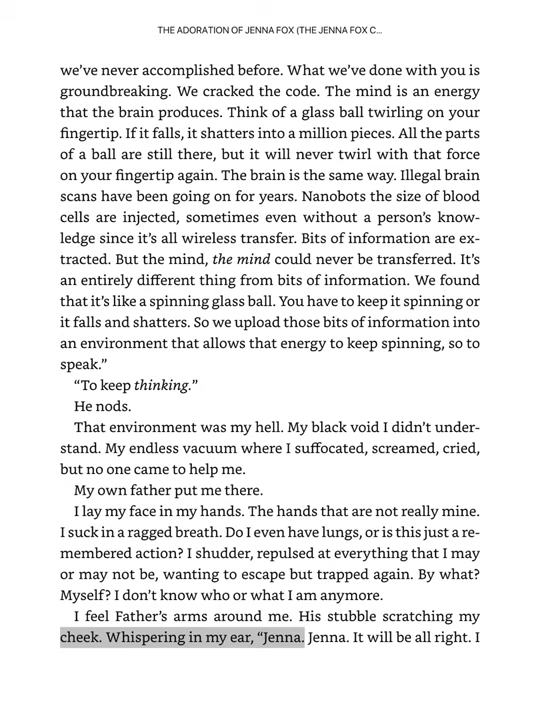 THE ADORATION OF JENNA FOX (THE JENNA FOX C...
we’ve never accomplished before. What we’ve done with you is
groundbreaking. We cracked the code. The mind is an energy
that the brain produces. Think of a glass ball twirling on your
fingertip. If it falls, it shatters into a million pieces. All the parts
of a ball are still there, but it will never twirl with that force
on your fingertip again. The brain is the same way. Illegal brain
scans have been going on for years. Nanobots the size of blood
cells are injected, sometimes even without a person’s know-
ledge since it’s all wireless transfer. Bits of information are ex-
tracted. But the mind, the mind could never be transferred. It’s
an entirely different thing from bits of information. We found
that it’s like a spinning glass ball. You have to keep it spinning or
it falls and shatters. So we upload those bits of information into
an environment that allows that energy to keep spinning, so to
speak.”
“To keep thinking.”
He nods.
That environment was my hell. My black void I didn’t under-
stand. My endless vacuum where I suffocated, screamed, cried,
but no one came to help me.
My own father put me there.
I lay my face in my hands. The hands that are not really mine.
I suck in a ragged breath. Do I even have lungs, or is this just a re-
membered action? I shudder, repulsed at everything that I may
or may not be, wanting to escape but trapped again. By what?
Myself? I don’t know who or what I am anymore.
I feel Father’s arms around me. His stubble scratching my
cheek. Whispering in my ear, “Jenna. Jenna. It will be all right. I